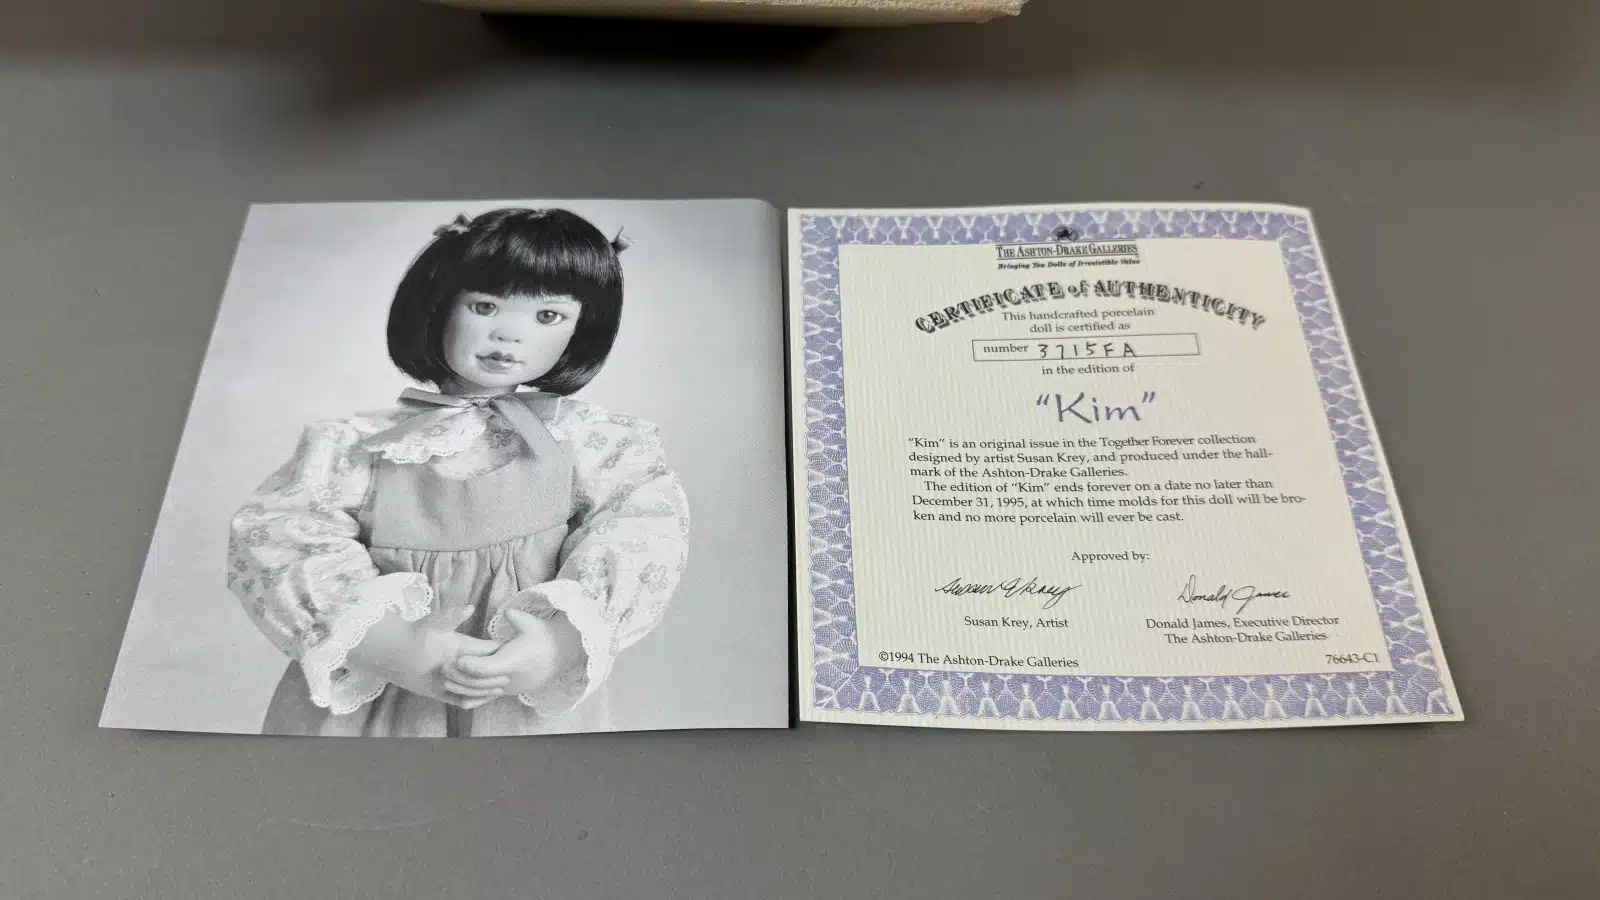 THE ASHTON-DRAKE GALLERIES
Bringing You Dolls of Irresistible Value
CERTIFICATE of AUTHENTICITY
This handcrafted porcelain
doll is certified as
number 3715FA
in the edition of
"Kim"
"Kim" is an original issue in the Together Forever collection
designed by artist Susan Krey, and produced under the hall-
mark of the Ashton-Drake Galleries.
The edition of "Kim" ends forever on a date no later than
December 31, 1995, at which time molds for this doll will be bro-
ken and no more porcelain will ever be cast.
Approved by:
Susan Krey Donald James
Susan Krey, Artist
Donald James, Executive Director
The Ashton-Drake Galleries
©1994 The Ashton-Drake Galleries
76643-C1